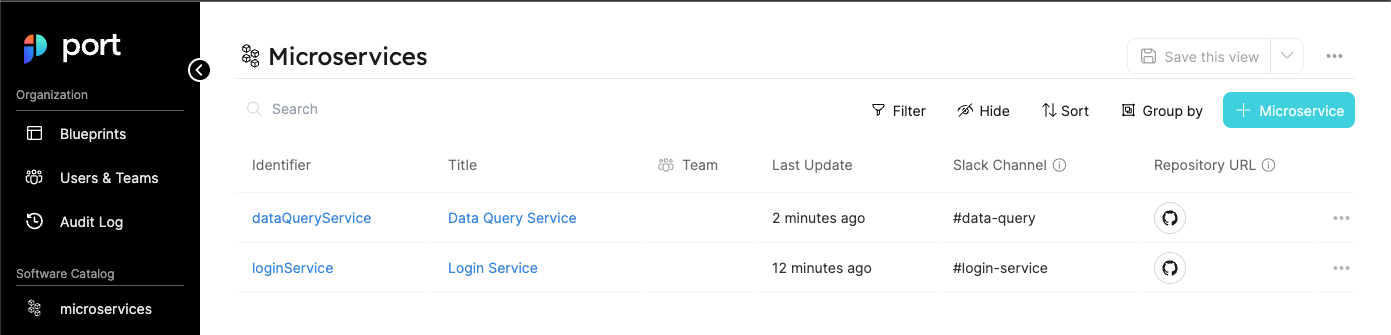 port
Organization
Blueprints
Users & Teams
Audit Log
Software Catalog
microservices
Microservices
Save this view
Search
Filter
Hide
Sort
Group by
Microservice
Identifier Title Team Last Update Slack Channel Repository URL
dataQueryService Data Query Service 2 minutes ago #data-query
loginService Login Service 12 minutes ago #login-service